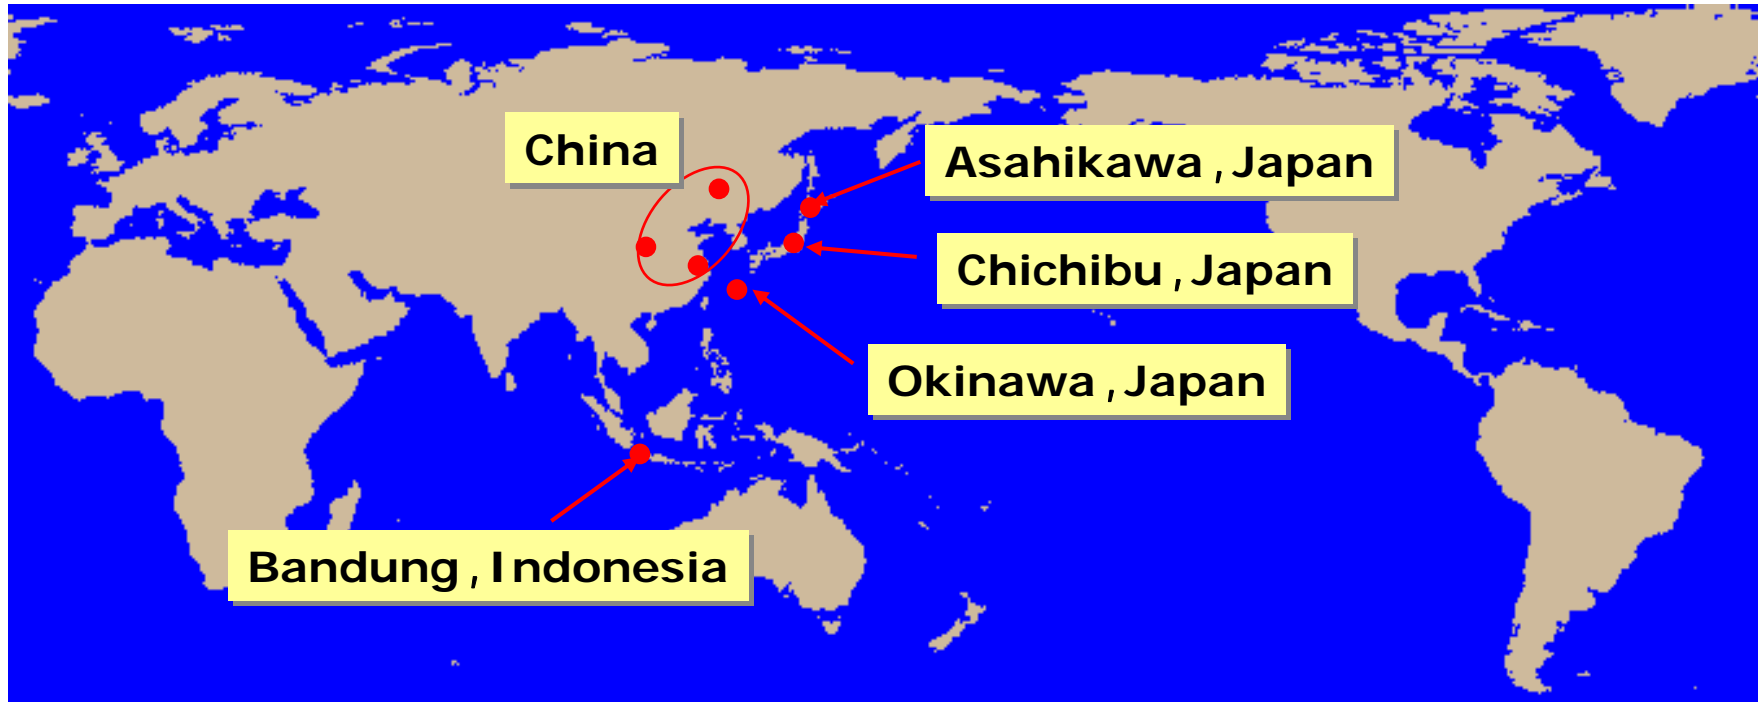 China
Asahikawa, Japan
Chichibu, Japan
Okinawa, Japan
Bandung, Indonesia